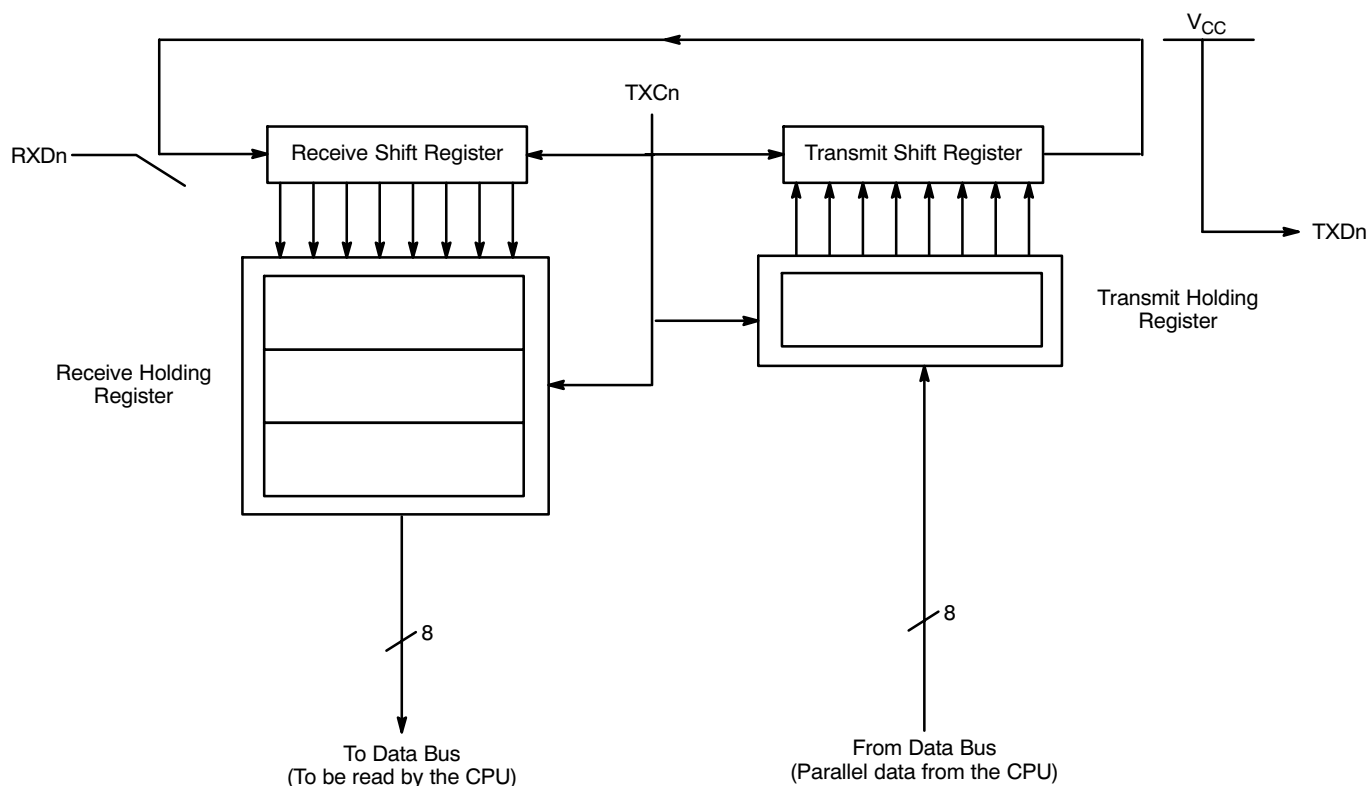 V_CC
TXCn
RXDn
Receive Shift Register
Transmit Shift Register
TXDn
Transmit Holding
Register
Receive Holding
Register
8
8
To Data Bus
(To be read by the CPU)
From Data Bus
(Parallel data from the CPU)